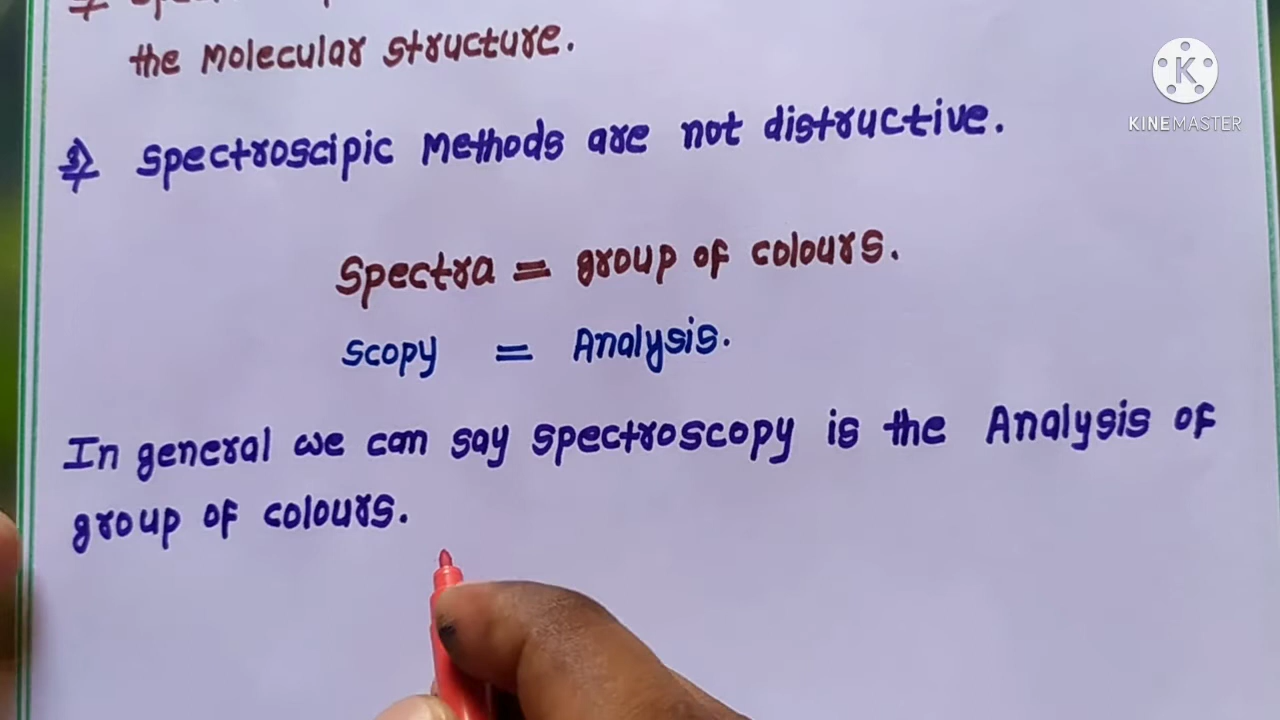 the Molecular structure.
K
KINEMASTER
3) spectroscipic Methods are not distructive.
Spectra = group of colours.
scopy = Analysis.
In general we can say spectroscopy is the Analysis of
group of colours.